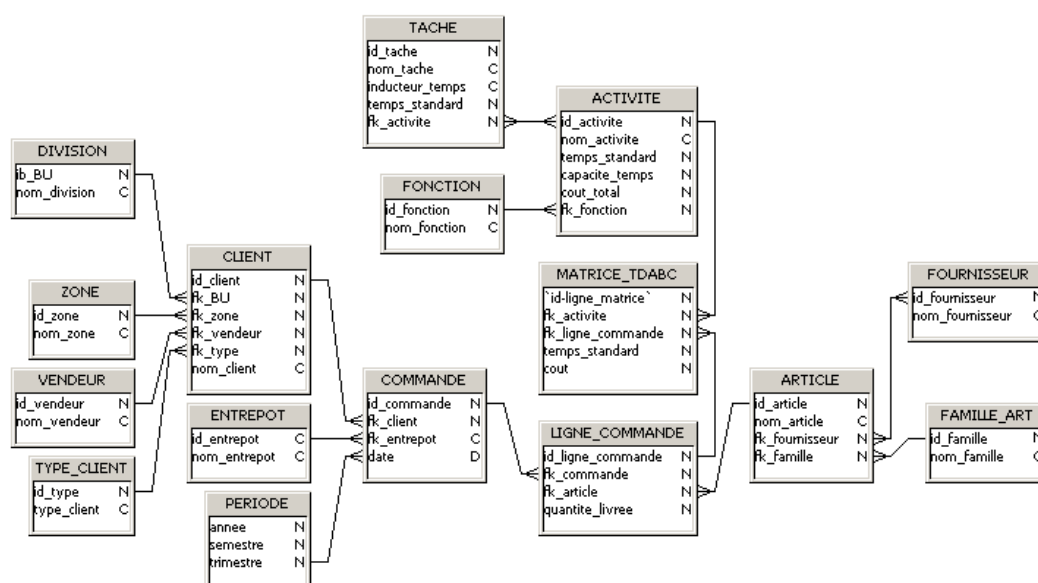 TACHE
id_tache N
nom_tache C
inducteur_temps C
temps_standard N
fk_activite N
ACTIVITE
id_activite N
nom_activite C
temps_standard N
capacite_temps N
cout_total N
fk_fonction N
DIVISION
ib_BU N
nom_division C
FONCTION
id_fonction N
nom_fonction C
CLIENT
id_client N
fk_BU N
fk_zone N
fk_vendeur N
fk_type N
nom_client C
ZONE
id_zone N
nom_zone C
MATRICE_TDABC
`id-ligne_matrice` N
fk_activite N
fk_ligne_commande N
temps_standard N
cout N
FOURNISSEUR
id_fournisseur N
nom_fournisseur C
VENDEUR
id_vendeur N
nom_vendeur C
COMMANDE
id_commande N
fk_client N
fk_entrepot C
date D
ARTICLE
id_article N
nom_article C
fk_fournisseur N
fk_famille N
ENTREPOT
id_entrepot C
nom_entrepot C
LIGNE_COMMANDE
id_ligne_commande N
fk_commande N
fk_article N
quantite_livree N
FAMILLE_ART
id_famille N
nom_famille C
TYPE_CLIENT
id_type N
type_client C
PERIODE
annee N
semestre N
trimestre N